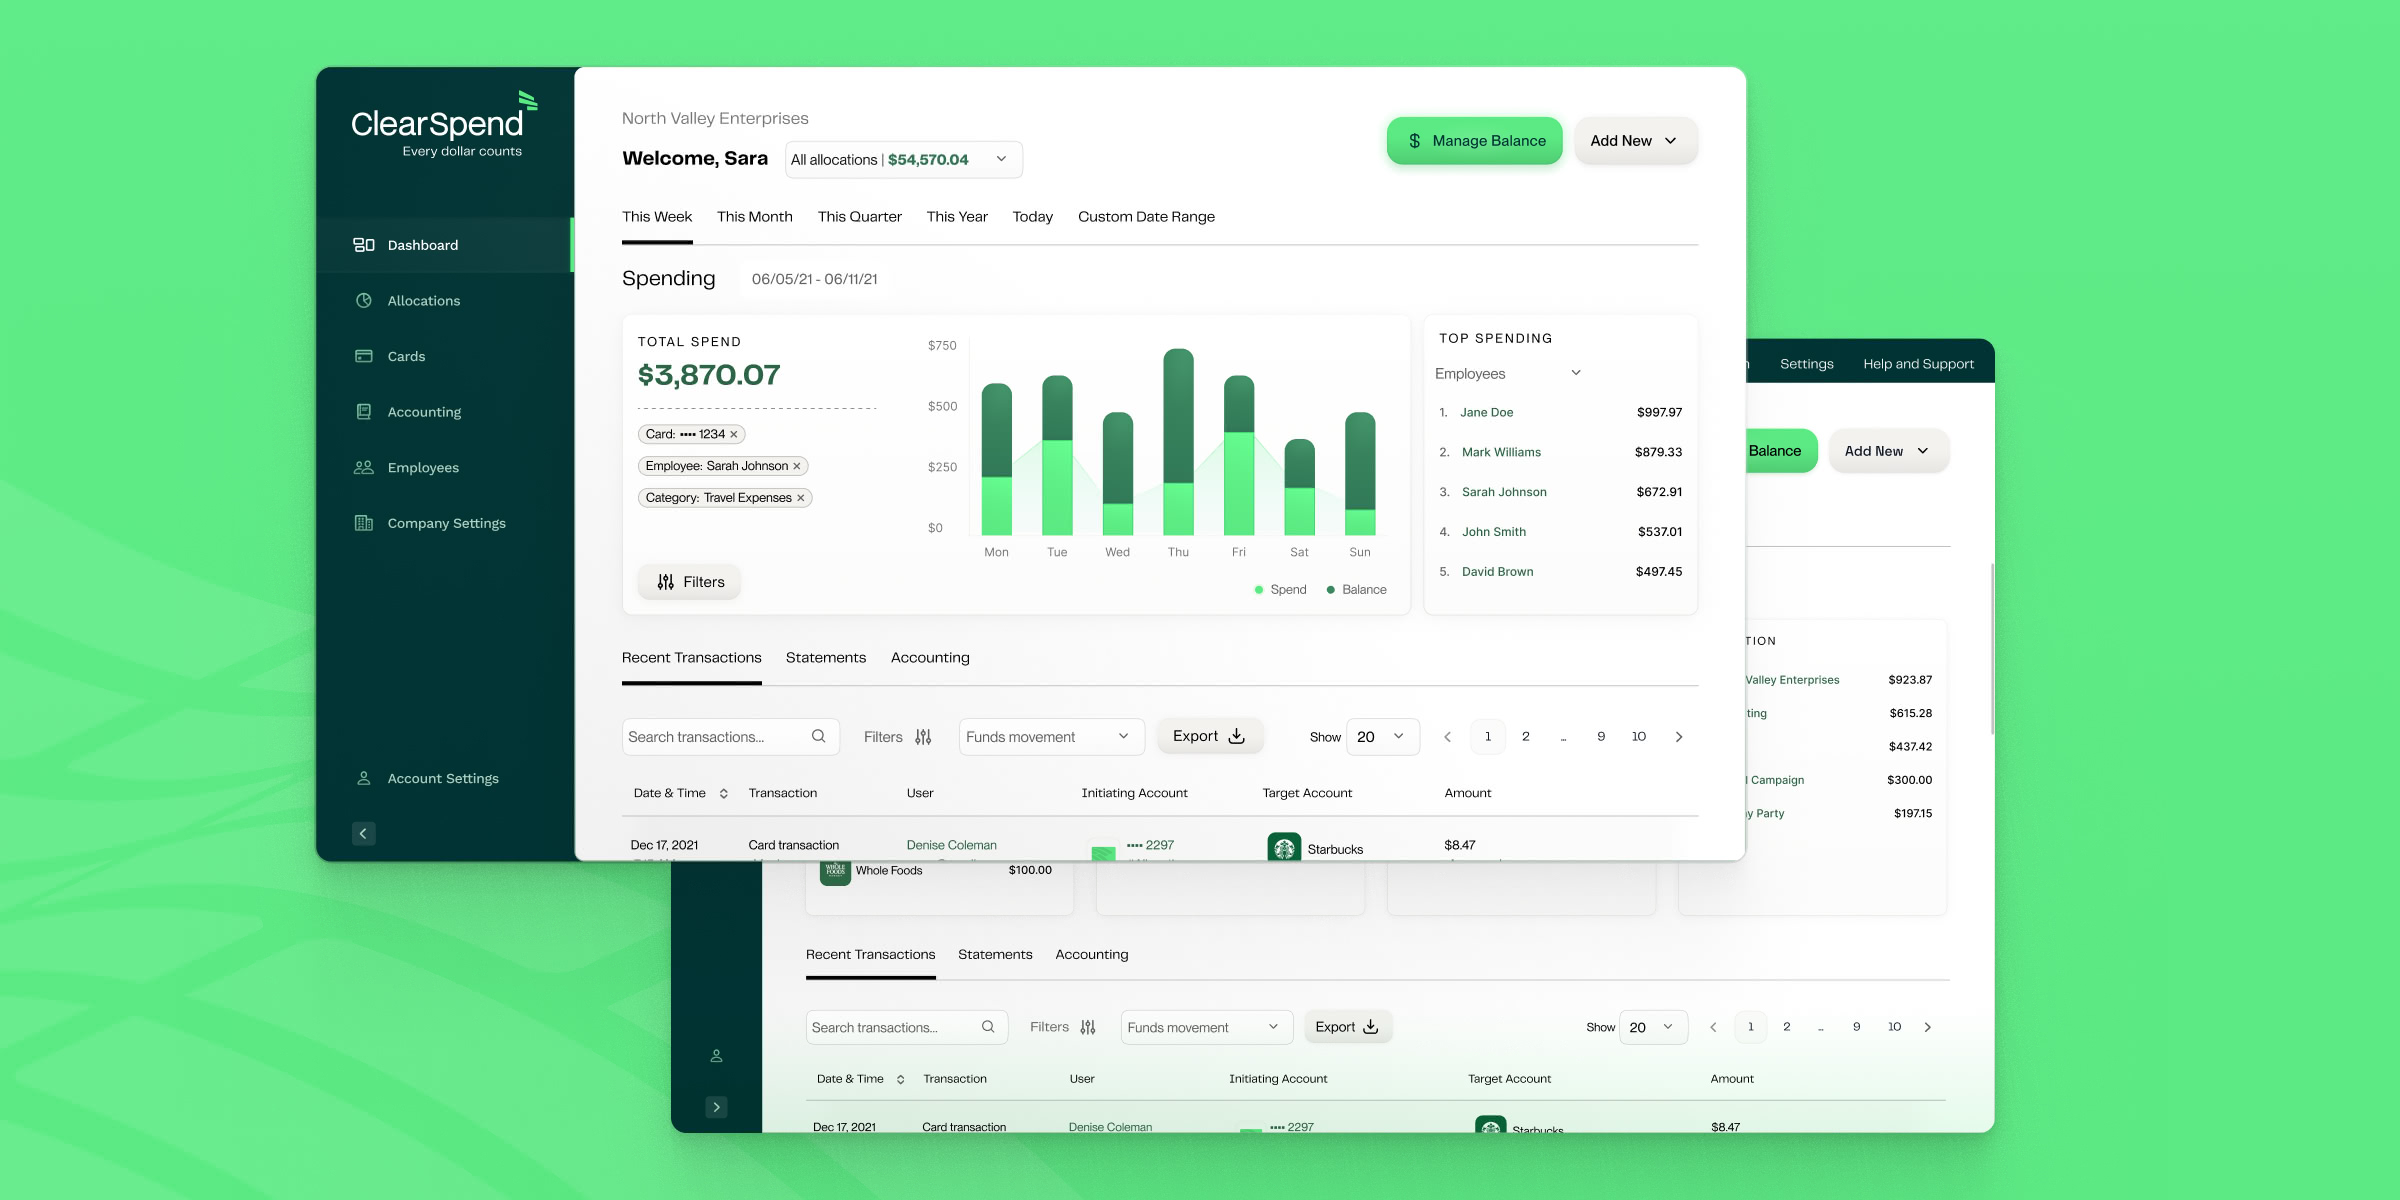 ClearSpend
Every dollar counts
Dashboard
Allocations
Cards
Accounting
Employees
Company Settings
Account Settings
North Valley Enterprises
Welcome, Sara
All allocations | $54,570.04
$ Manage Balance
Add New
This Week This Month This Quarter This Year Today Custom Date Range
Spending 06/05/21 - 06/11/21
TOTAL SPEND
$3,870.07
Card: •••• 1234 ×
Employee: Sarah Johnson ×
Category: Travel Expenses ×
Filters
$750
$500
$250
$0
Mon Tue Wed Thu Fri Sat Sun
Spend Balance
TOP SPENDING
Employees
1. Jane Doe $997.97
2. Mark Williams $879.33
3. Sarah Johnson $672.91
4. John Smith $537.01
5. David Brown $497.45
Recent Transactions Statements Accounting
Search transactions... Filters Funds movement Export Show 20 1 2 ... 9 10
Date & Time Transaction User Initiating Account Target Account Amount
Dec 17, 2021 Card transaction Denise Coleman •••• 2297 Starbucks $8.47
Settings Help and Support
Balance Add New
TION
Valley Enterprises $923.87
ting $615.28
$437.42
Campaign $300.00
y Party $197.15
WHOLE
FOODS
Whole Foods $100.00
Recent Transactions Statements Accounting
Search transactions... Filters Funds movement Export Show 20 1 2 ... 9 10
Date & Time Transaction User Initiating Account Target Account Amount
Dec 17, 2021 Card transaction Denise Coleman •••• 2297 Starbucks $8.47